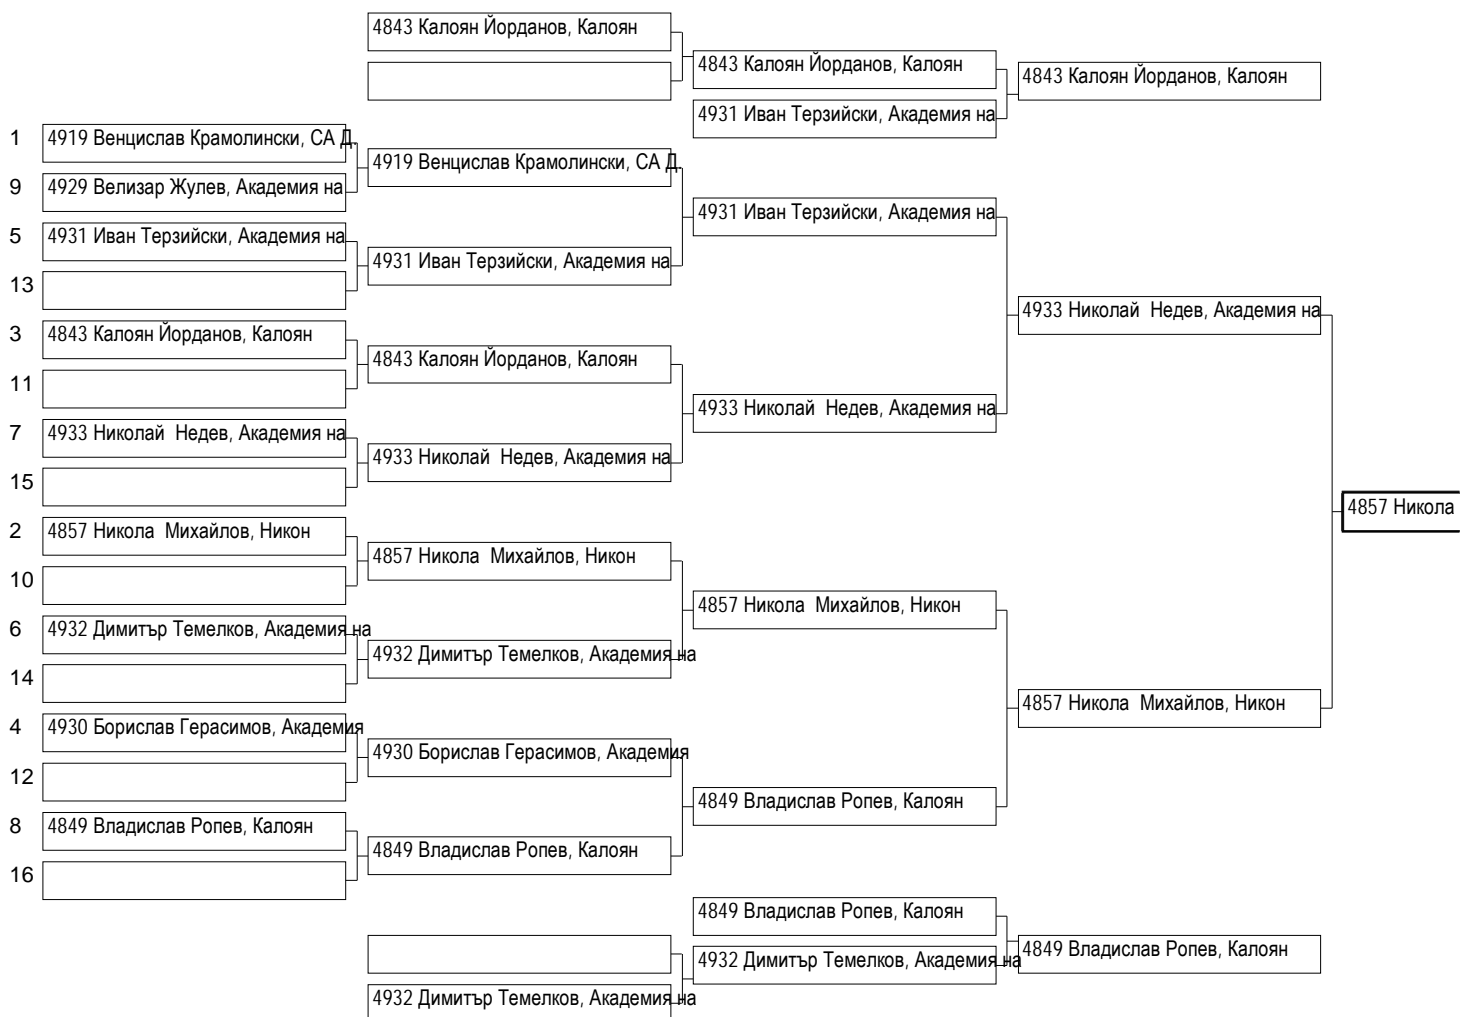 4843 Калоян Йорданов, Калоян
4843 Калоян Йорданов, Калоян
4843 Калоян Йорданов, Калоян
4931 Иван Терзийски, Академия на
1 4919 Венцислав Крамолински, СА Д.
4919 Венцислав Крамолински, СА Д.
9 4929 Велизар Жулев, Академия на
4931 Иван Терзийски, Академия на
5 4931 Иван Терзийски, Академия на
4931 Иван Терзийски, Академия на
13
4933 Николай  Недев, Академия на
3 4843 Калоян Йорданов, Калоян
4843 Калоян Йорданов, Калоян
11
4933 Николай  Недев, Академия на
7 4933 Николай  Недев, Академия на
4933 Николай  Недев, Академия на
15
4857 Никола
2 4857 Никола  Михайлов, Никон
4857 Никола  Михайлов, Никон
10
4857 Никола  Михайлов, Никон
6 4932 Димитър Темелков, Академия на
4932 Димитър Темелков, Академия на
14
4857 Никола  Михайлов, Никон
4 4930 Борислав Герасимов, Академия
4930 Борислав Герасимов, Академия
12
4849 Владислав Ропев, Калоян
8 4849 Владислав Ропев, Калоян
4849 Владислав Ропев, Калоян
16
4849 Владислав Ропев, Калоян
4849 Владислав Ропев, Калоян
4932 Димитър Темелков, Академия на
4932 Димитър Темелков, Академия на